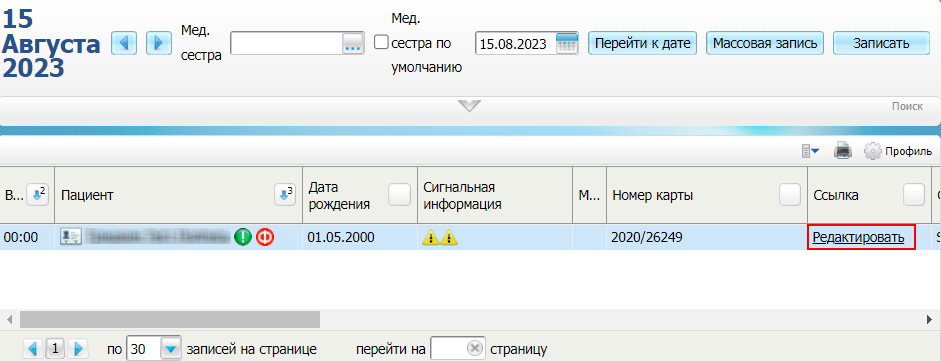 15
Августа
2023
Мед.
сестра
...
Мед.
сестра по
умолчанию
15.08.2023
Перейти к дате
Массовая запись
Записать
Поиск
Профиль
В... 2
Пациент 3
Дата
рождения
Сигнальная
информация
М...
Номер карты
Ссылка
00:00
01.05.2000
2020/26249
Редактировать
1
по 30 записей на странице
перейти на страницу